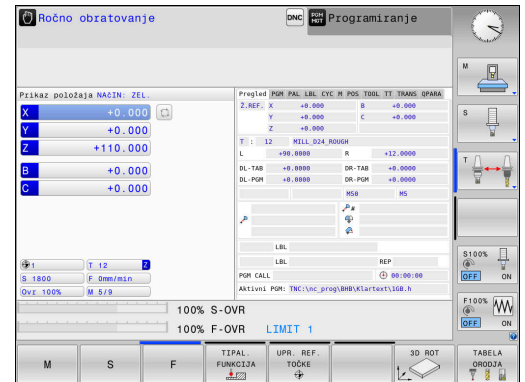 Ročno obratovanje
DNC
PGM MGT
Programiranje
Prikaz položaja NAčIN: ŽEL.
X +0.000
Y +0.000
Z +110.000
B +0.000
C +0.000
1
T 12
Z
S 1800
F 0mm/min
Ovr 100%
M 5/9
Pregled PGM PAL LBL CYC M POS TOOL TT TRANS QPARA
Ž.REF. X +0.000 B +0.000
Y +0.000 C +0.000
Z +0.000
T : 12 MILL_D24_ROUGH
L +90.0000 R +12.0000
DL-TAB +0.0000 DR-TAB +0.0000
DL-PGM +0.0000 DR-PGM +0.0000
M50 M5
P #
LBL
LBL REP
PGM CALL 00:00:00
Aktivni PGM: TNC:\nc_prog\BHB\Klartext\1GB.h
100% S-OVR
100% F-OVR LIMIT 1
M
S
T
S100%
OFF ON
F100%
OFF ON
M
S
F
TIPAL. FUNKCIJA
UPR. REF. TOČKE
3D ROT
TABELA ORODJA